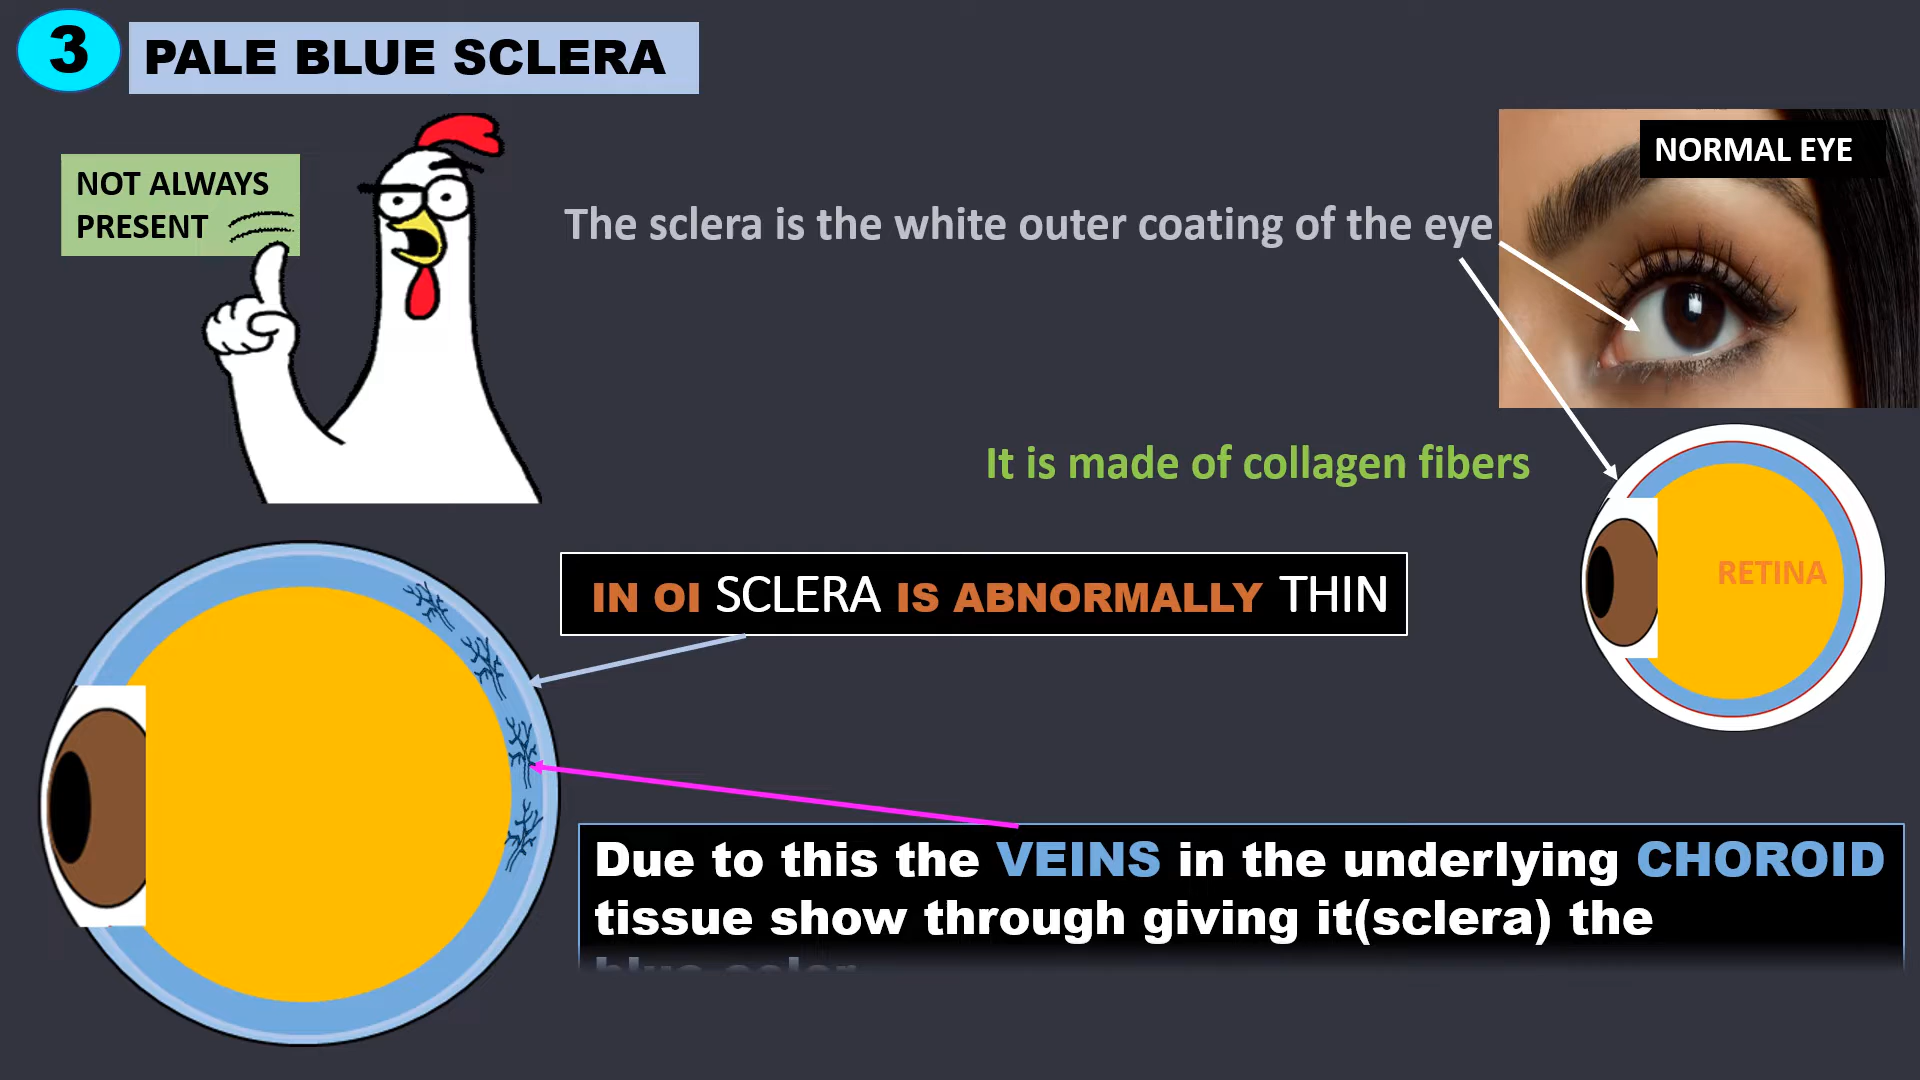 3
PALE BLUE SCLERA
NOT ALWAYS
PRESENT
NORMAL EYE
The sclera is the white outer coating of the eye
It is made of collagen fibers
RETINA
IN OI SCLERA IS ABNORMALLY THIN
Due to this the VEINS in the underlying CHOROID
tissue show through giving it(sclera) the
blue color